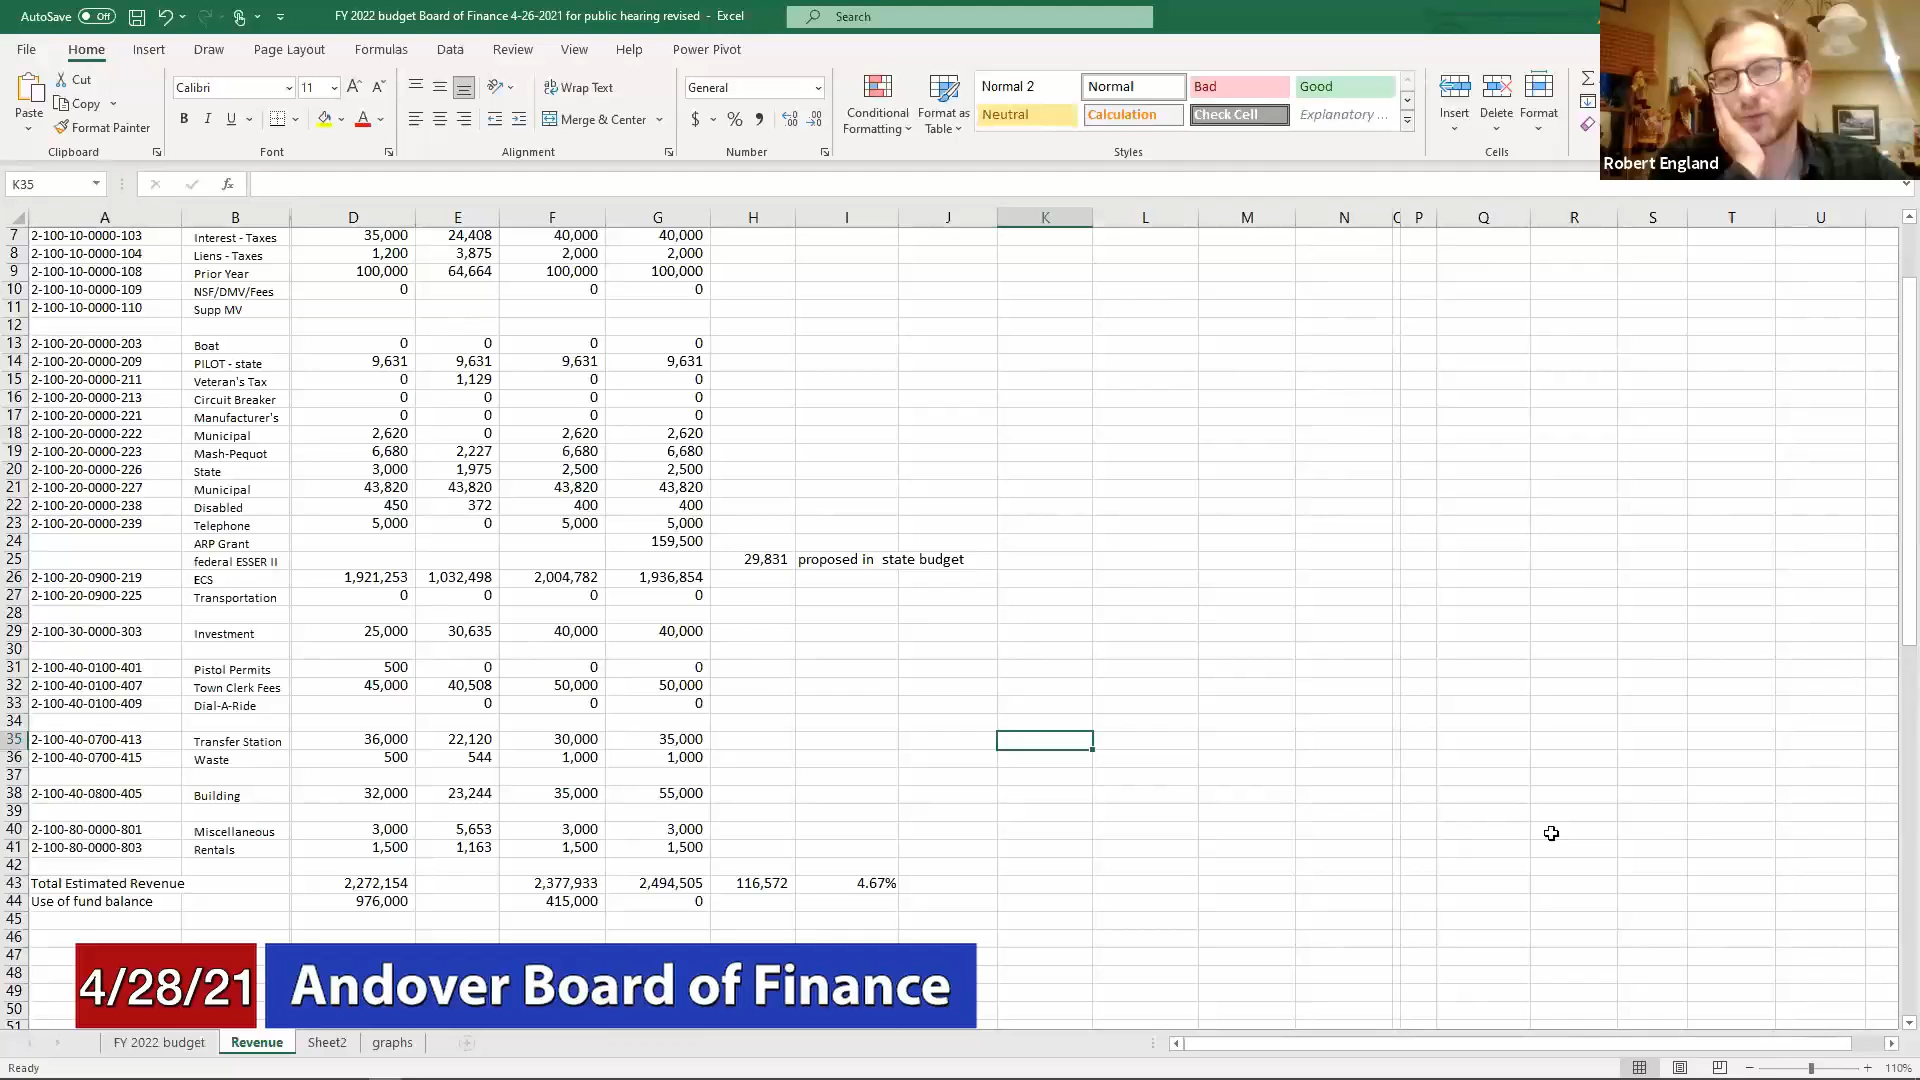 AutoSave Off FY 2022 budget Board of Finance 4-26-2021 for public hearing revised - Excel Search
File Home Insert Draw Page Layout Formulas Data Review View Help Power Pivot
Paste Cut Copy Format Painter
Calibri 11
B I U
Wrap Text
Merge & Center
General
$ % 9
Conditional Formatting
Format as Table
Normal 2 Normal Bad Good
Neutral Calculation Check Cell Explanatory ...
Insert Delete Format
Clipboard Font Alignment Number Styles Cells
Robert England
K35 fx
A B D E F G H I J K L M N C P Q R S T U
7 2-100-10-0000-103 Interest - Taxes 35,000 24,408 40,000 40,000
8 2-100-10-0000-104 Liens - Taxes 1,200 3,875 2,000 2,000
9 2-100-10-0000-108 Prior Year 100,000 64,664 100,000 100,000
10 2-100-10-0000-109 NSF/DMV/Fees 0 0 0
11 2-100-10-0000-110 Supp MV
12
13 2-100-20-0000-203 Boat 0 0 0 0
14 2-100-20-0000-209 PILOT - state 9,631 9,631 9,631 9,631
15 2-100-20-0000-211 Veteran's Tax 0 1,129 0 0
16 2-100-20-0000-213 Circuit Breaker 0 0 0 0
17 2-100-20-0000-221 Manufacturer's 0 0 0 0
18 2-100-20-0000-222 Municipal 2,620 0 2,620 2,620
19 2-100-20-0000-223 Mash-Pequot 6,680 2,227 6,680 6,680
20 2-100-20-0000-226 State 3,000 1,975 2,500 2,500
21 2-100-20-0000-227 Municipal 43,820 43,820 43,820 43,820
22 2-100-20-0000-238 Disabled 450 372 400 400
23 2-100-20-0000-239 Telephone 5,000 0 5,000 5,000
24 ARP Grant 159,500
25 federal ESSER II 29,831 proposed in state budget
26 2-100-20-0900-219 ECS 1,921,253 1,032,498 2,004,782 1,936,854
27 2-100-20-0900-225 Transportation 0 0 0 0
28
29 2-100-30-0000-303 Investment 25,000 30,635 40,000 40,000
30
31 2-100-40-0100-401 Pistol Permits 500 0 0 0
32 2-100-40-0100-407 Town Clerk Fees 45,000 40,508 50,000 50,000
33 2-100-40-0100-409 Dial-A-Ride 0 0 0
34
35 2-100-40-0700-413 Transfer Station 36,000 22,120 30,000 35,000
36 2-100-40-0700-415 Waste 500 544 1,000 1,000
37
38 2-100-40-0800-405 Building 32,000 23,244 35,000 55,000
39
40 2-100-80-0000-801 Miscellaneous 3,000 5,653 3,000 3,000
41 2-100-80-0000-803 Rentals 1,500 1,163 1,500 1,500
42
43 Total Estimated Revenue 2,272,154 2,377,933 2,494,505 116,572 4.67%
44 Use of fund balance 976,000 415,000 0
45
46
47
48
49
50
51
4/28/21 Andover Board of Finance
FY 2022 budget Revenue Sheet2 graphs
Ready 110%